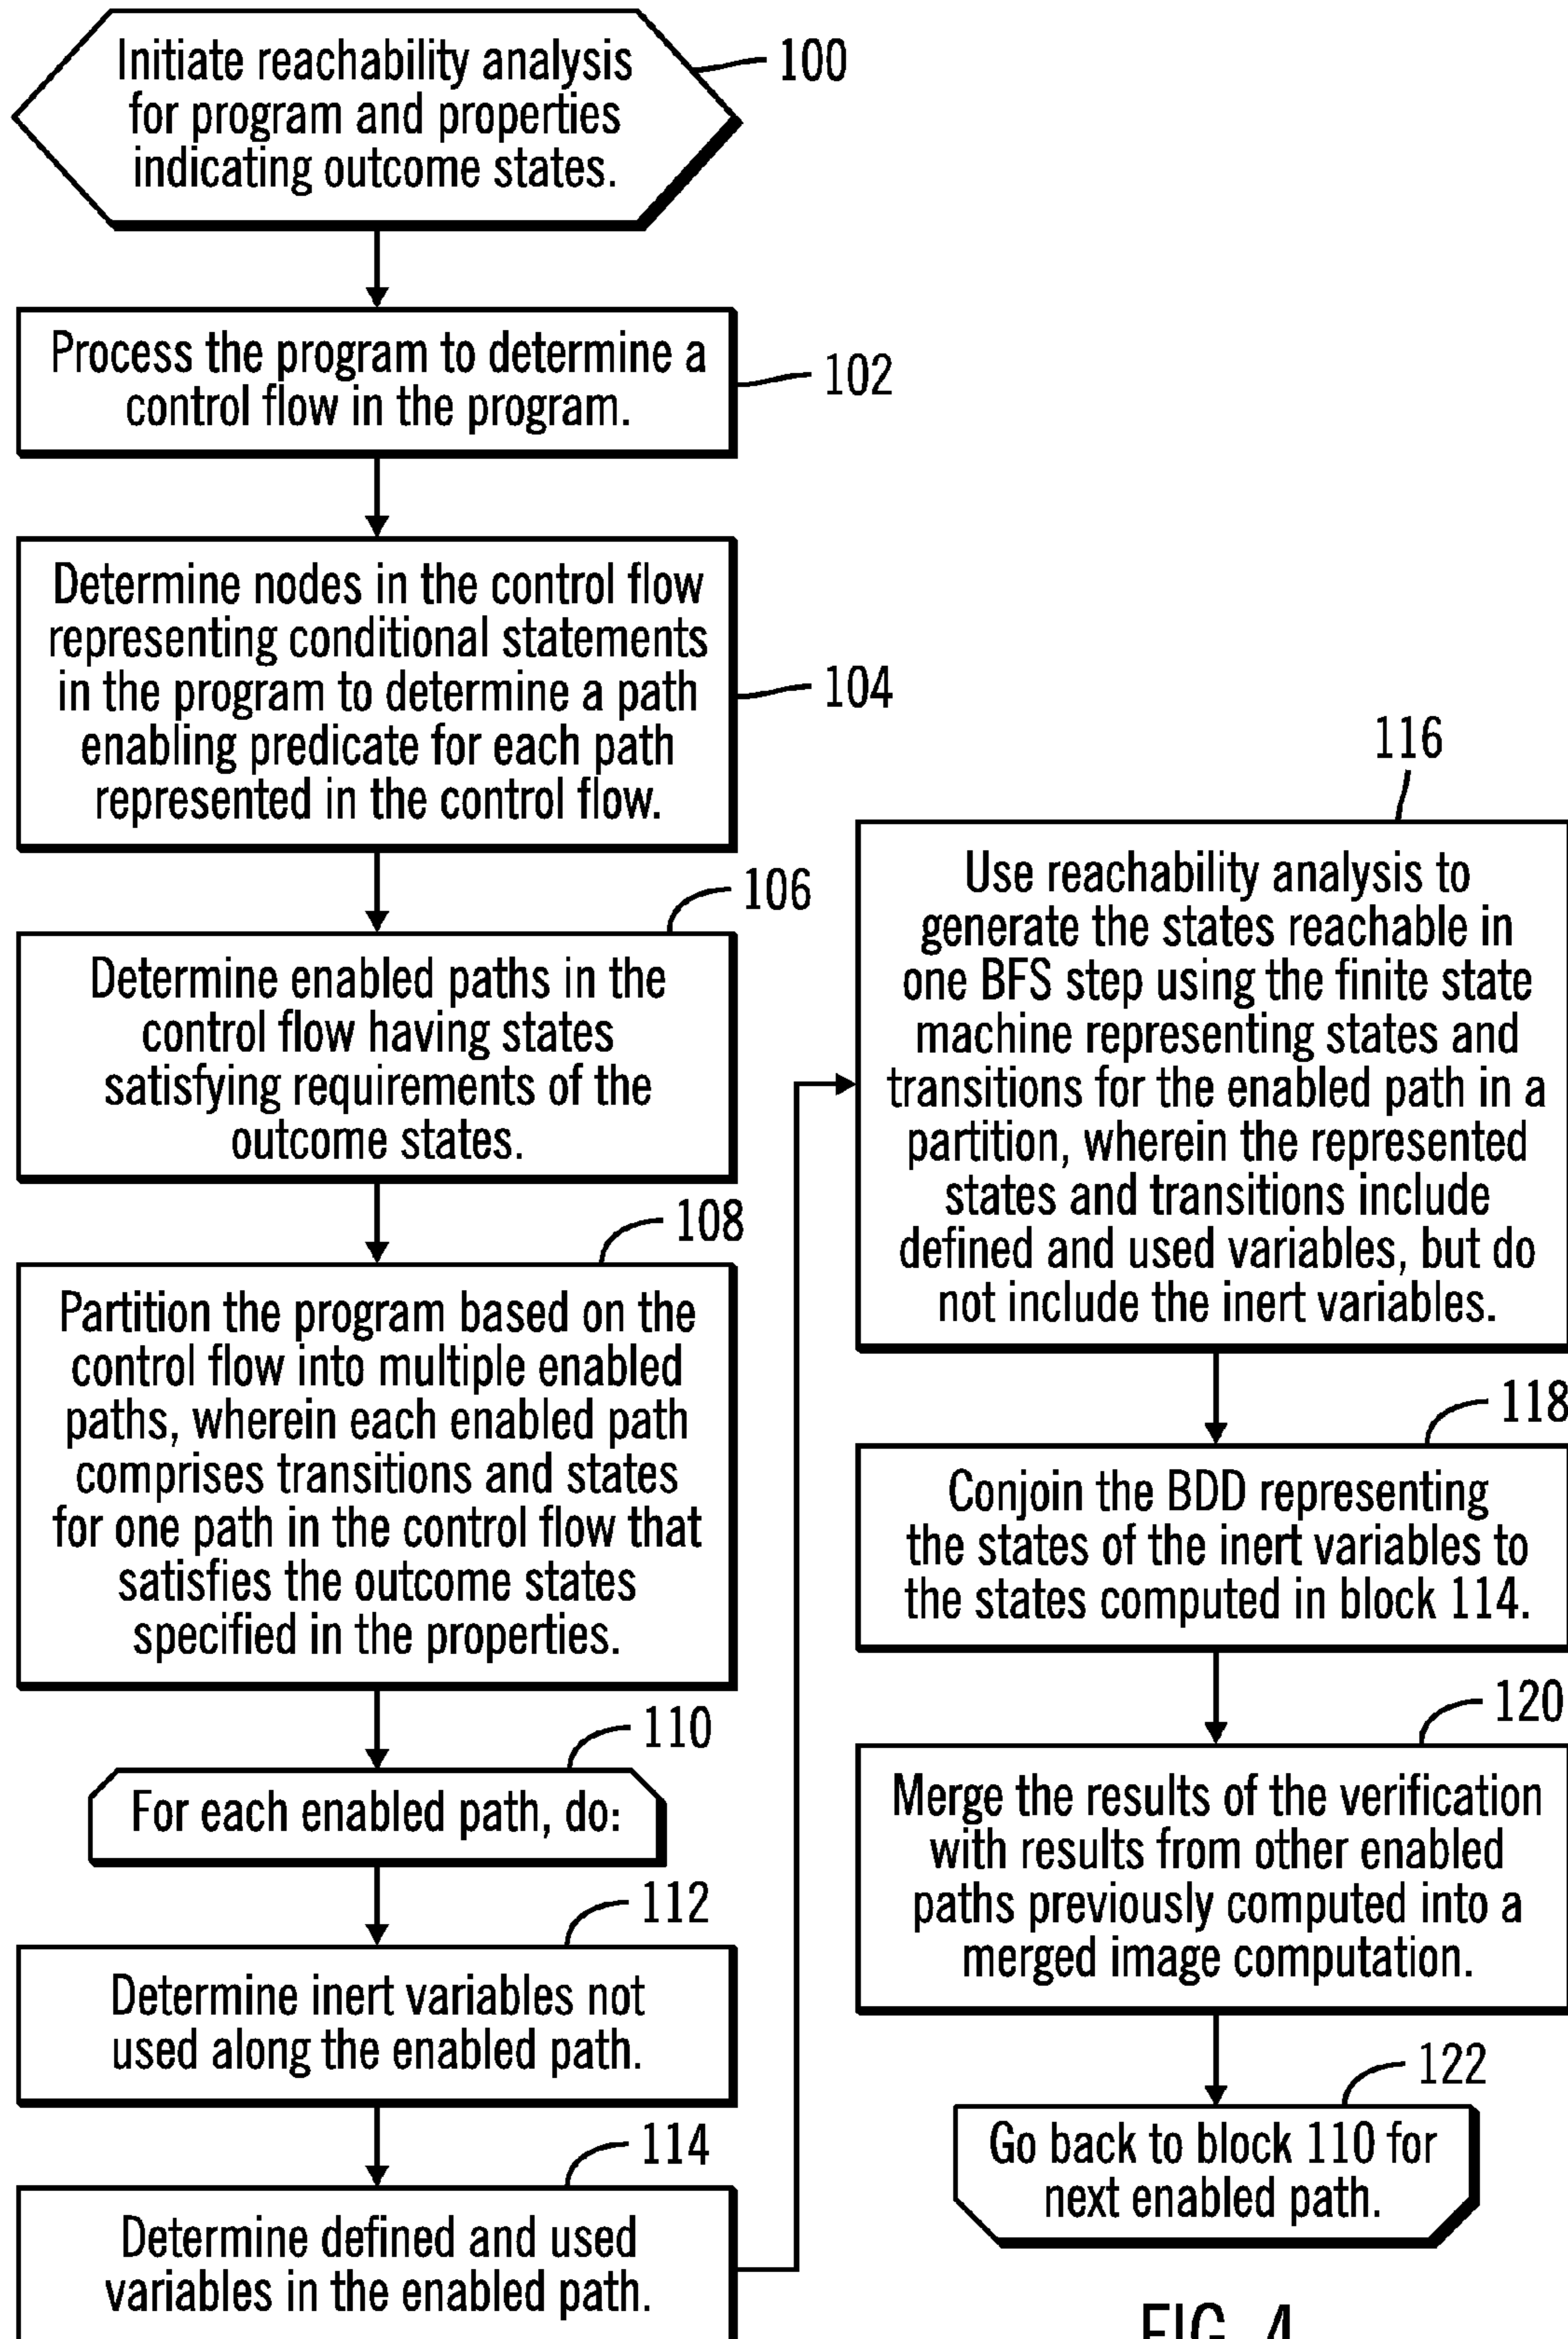 Initiate reachability analysis
for program and properties
indicating outcome states.
100
Process the program to determine a
control flow in the program.
102
Determine nodes in the control flow
representing conditional statements
in the program to determine a path
enabling predicate for each path
represented in the control flow.
104
106
Determine enabled paths in the
control flow having states
satisfying requirements of the
outcome states.
108
Partition the program based on the
control flow into multiple enabled
paths, wherein each enabled path
comprises transitions and states
for one path in the control flow that
satisfies the outcome states
specified in the properties.
110
For each enabled path, do:
112
Determine inert variables not
used along the enabled path.
114
Determine defined and used
variables in the enabled path.
116
Use reachability analysis to
generate the states reachable in
one BFS step using the finite state
machine representing states and
transitions for the enabled path in a
partition, wherein the represented
states and transitions include
defined and used variables, but do
not include the inert variables.
118
Conjoin the BDD representing
the states of the inert variables to
the states computed in block 114.
120
Merge the results of the verification
with results from other enabled
paths previously computed into a
merged image computation.
122
Go back to block 110 for
next enabled path.
FIG. 4